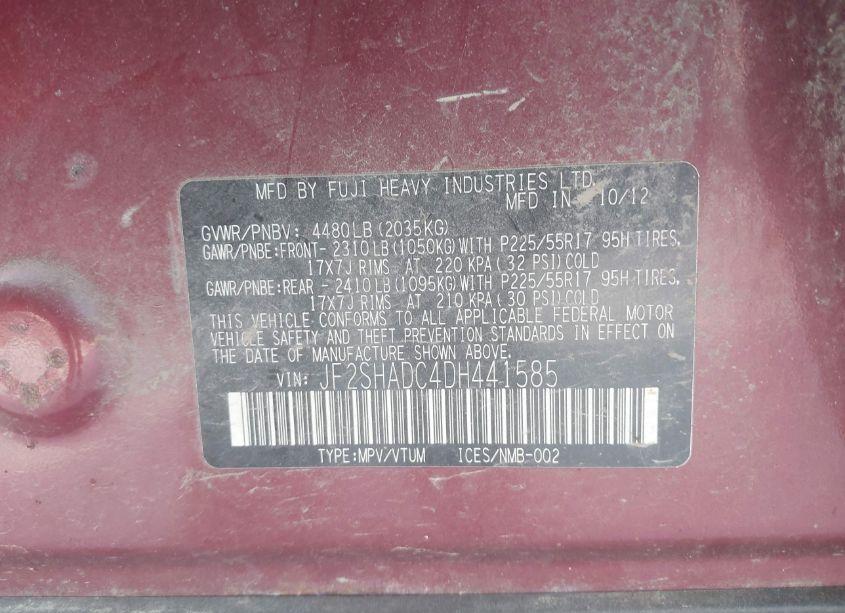 MFD BY FUJI HEAVY INDUSTRIES LTD.
MFD IN 10/12
GVWR/PNBV: 4480LB(2035KG)
GAWR/PNBE:FRONT- 2310LB(1050KG)WITH P225/55R17 95H TIRES,
17X7J RIMS AT 220 KPA(32 PSI)COLD
GAWR/PNBE:REAR - 2410LB(1095KG)WITH P225/55R17 95H TIRES,
17X7J RIMS AT 210 KPA(30 PSI)COLD
THIS VEHICLE CONFORMS TO ALL APPLICABLE FEDERAL MOTOR
VEHICLE SAFETY AND THEFT PREVENTION STANDARDS IN EFFECT ON
THE DATE OF MANUFACTURE SHOWN ABOVE.
VIN: JF2SHADC4DH441585
TYPE:MPV/VTUM ICES/NMB-002